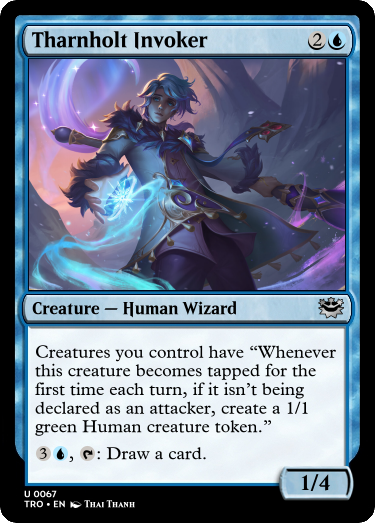 Tharnholt Invoker 2
Creature — Human Wizard
Creatures you control have “Whenever
this creature becomes tapped for the
first time each turn, if it isn’t being
declared as an attacker, create a 1/1
green Human creature token.”
3, : Draw a card.
1/4
U 0067
TRO • EN Thai Thanh